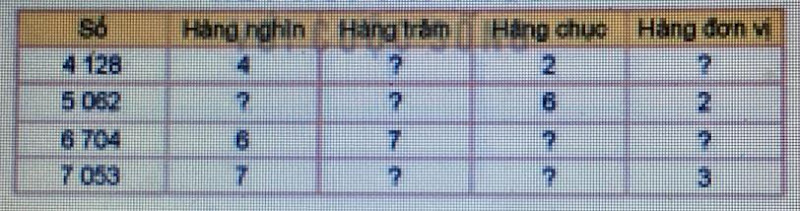 Số Hàng nghìn Hàng trăm Hàng chục Hàng đơn vị
4 128 4 ? 2 ?
5 062 ? ? 6 2
6 704 6 7 ? ?
7 053 7 ? ? 3